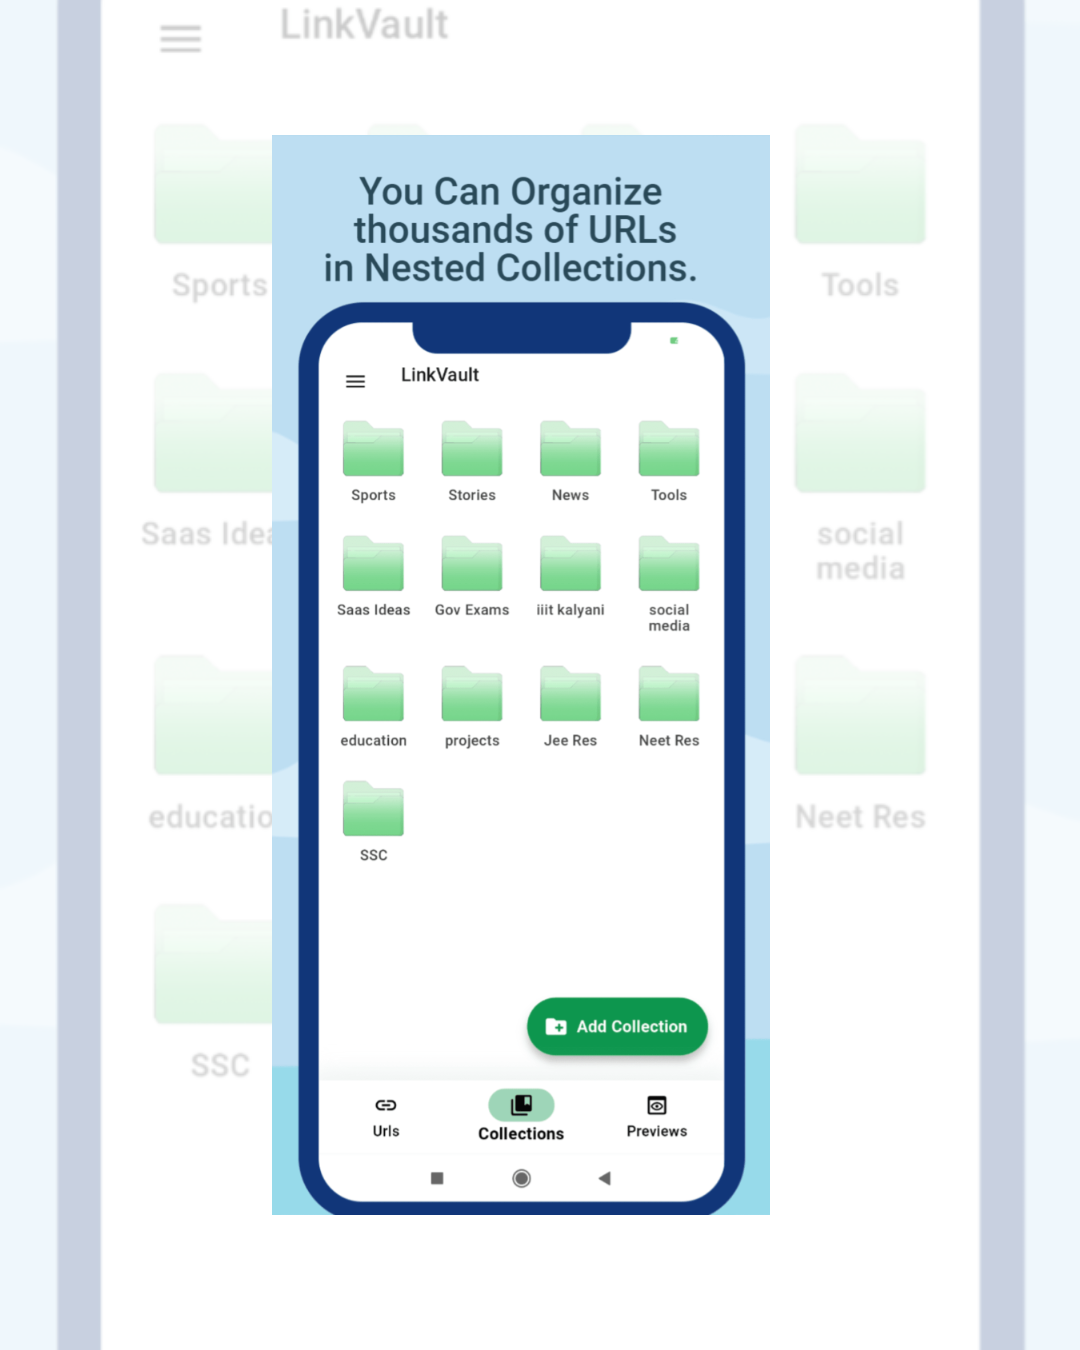 LinkVault
Sports
Tools
Saas Idea
social
media
educatio
Neet Res
SSC
You Can Organize
thousands of URLs
in Nested Collections.
LinkVault
Sports Stories News Tools
Saas Ideas Gov Exams iiit kalyani social
media
education projects Jee Res Neet Res
SSC
Add Collection
Urls Collections Previews